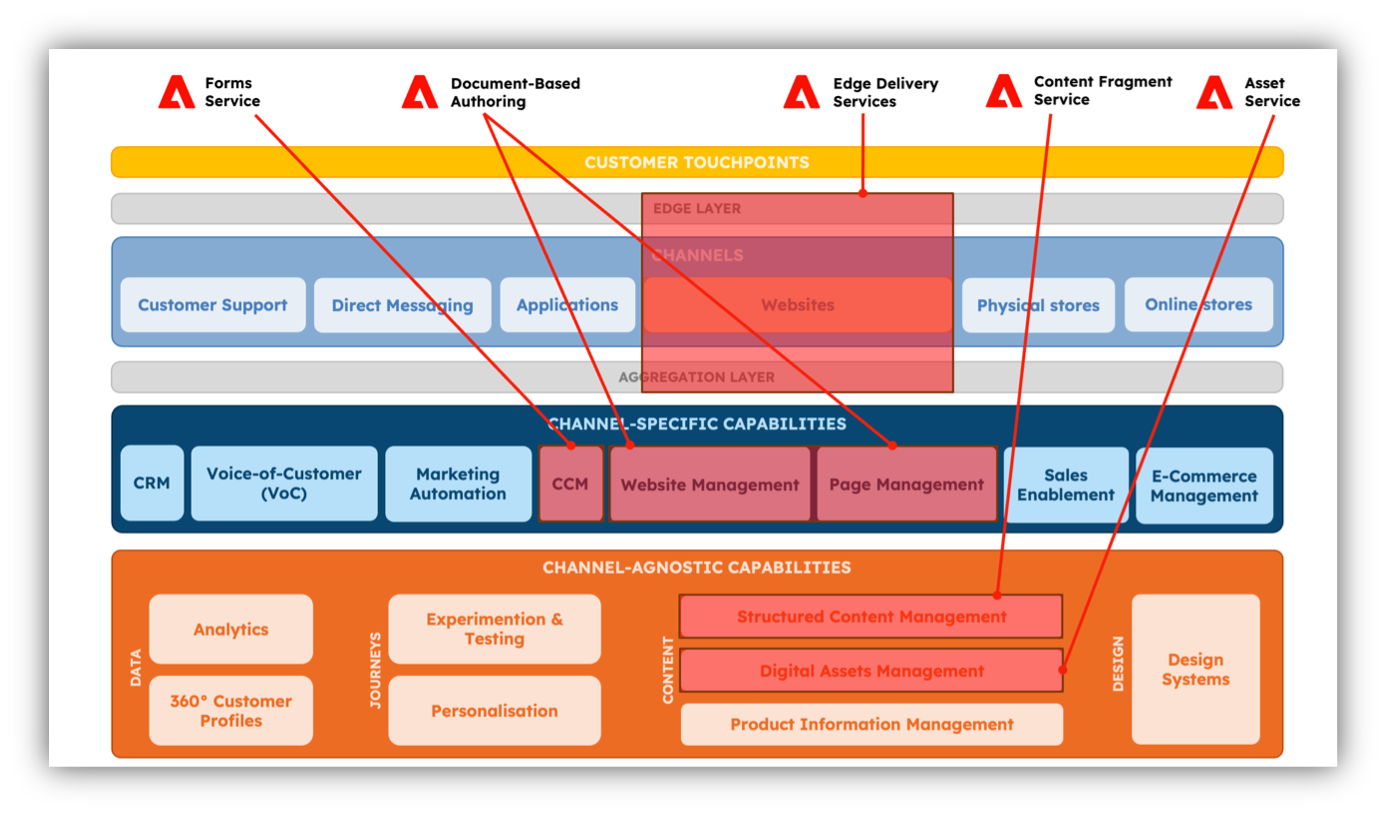 Forms
Service
Document-Based
Authoring
Edge Delivery
Services
Content Fragment
Service
Asset
Service
CUSTOMER TOUCHPOINTS
EDGE LAYER
CHANNELS
Customer Support
Direct Messaging
Applications
Websites
Physical stores
Online stores
AGGREGATION LAYER
CHANNEL-SPECIFIC CAPABILITIES
CRM
Voice-of-Customer
(VoC)
Marketing
Automation
CCM
Website Management
Page Management
Sales
Enablement
E-Commerce
Management
CHANNEL-AGNOSTIC CAPABILITIES
DATA
Analytics
360° Customer
Profiles
JOURNEYS
Experimention &
Testing
Personalisation
CONTENT
Structured Content Management
Digital Assets Management
Product Information Management
DESIGN
Design
Systems